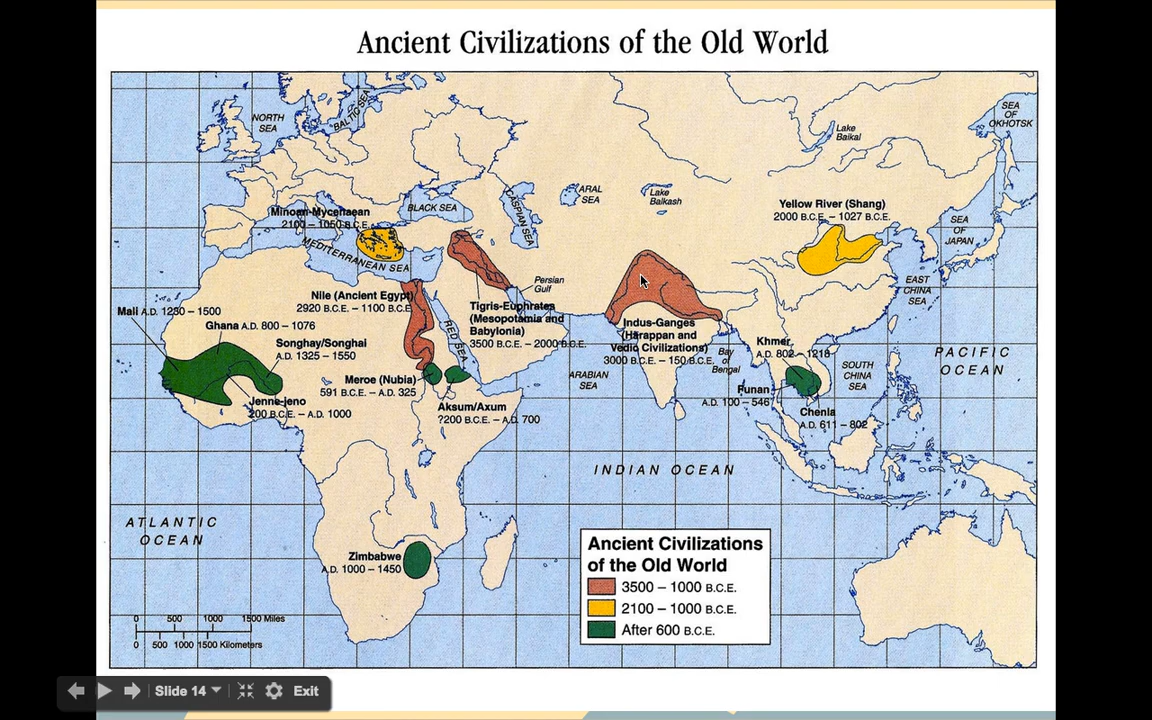 Ancient Civilizations of the Old World
NORTH
SEA
BALTIC SEA
SEA
OF
OKHOTSK
Lake
Baikal
ARAL
SEA
Lake
Balkash
CASPIAN SEA
BLACK SEA
Minoan-Mycenaean
2100 – 1050 B.C.E.
MEDITERRANEAN SEA
Yellow River (Shang)
2000 B.C.E. – 1027 B.C.E.
SEA
OF
JAPAN
EAST
CHINA
SEA
Persian
Gulf
Nile (Ancient Egypt)
2920 B.C.E. – 1100 B.C.E.
Tigris-Euphrates
(Mesopotamia and
Babylonia)
3500 B.C.E. – 2000 B.C.E.
RED SEA
Mali A.D. 1230 – 1500
Ghana A.D. 800 – 1076
Songhay/Songhai
A.D. 1325 – 1550
Indus-Ganges
(Harappan and
Vedic Civilizations)
3000 B.C.E. – 150 B.C.E.
Khmer
A.D. 802 – 1218
Bay
of
Bengal
SOUTH
CHINA
SEA
PACIFIC
OCEAN
ARABIAN
SEA
Meroe (Nubia)
591 B.C.E. – A.D. 325
Funan
A.D. 100 – 546
Jenne-jeno
200 B.C.E. – A.D. 1000
Aksum/Axum
?200 B.C.E. – A.D. 700
Chenla
A.D. 611 – 802
INDIAN OCEAN
ATLANTIC
OCEAN
Zimbabwe
A.D. 1000 – 1450
Ancient Civilizations
of the Old World
3500 – 1000 B.C.E.
2100 – 1000 B.C.E.
After 600 B.C.E.
0 500 1000 1500 Miles
0 500 1000 1500 Kilometers
Slide 14 Exit